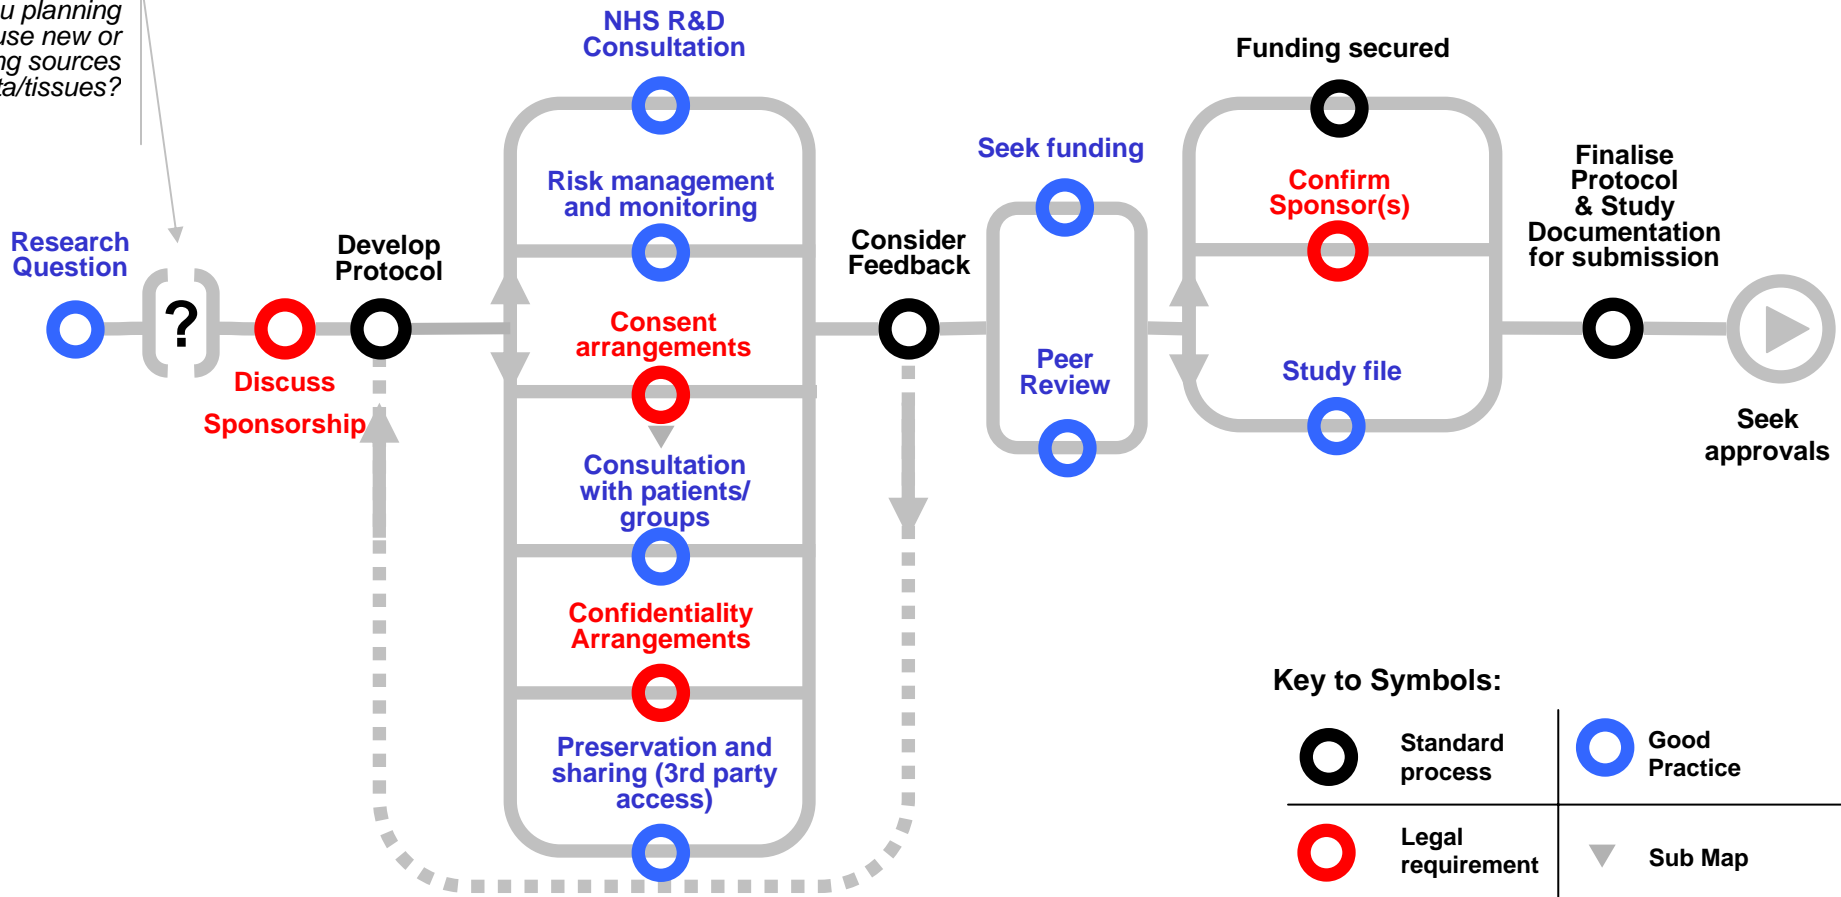 planning
use new or
sources
tissues?
NHS R&D
Consultation
Risk management
and monitoring
Research
Question
?
Discuss
Sponsorship
Develop
Protocol
Consent
arrangements
Consultation
with patients/
groups
Confidentiality
Arrangements
Preservation and
sharing (3rd party
access)
Consider
Feedback
Seek funding
Peer
Review
Funding secured
Confirm
Sponsor(s)
Study file
Finalise
Protocol
& Study
Documentation
for submission
Seek
approvals
Key to Symbols:
Standard
process
Good
Practice
Legal
requirement
Sub Map